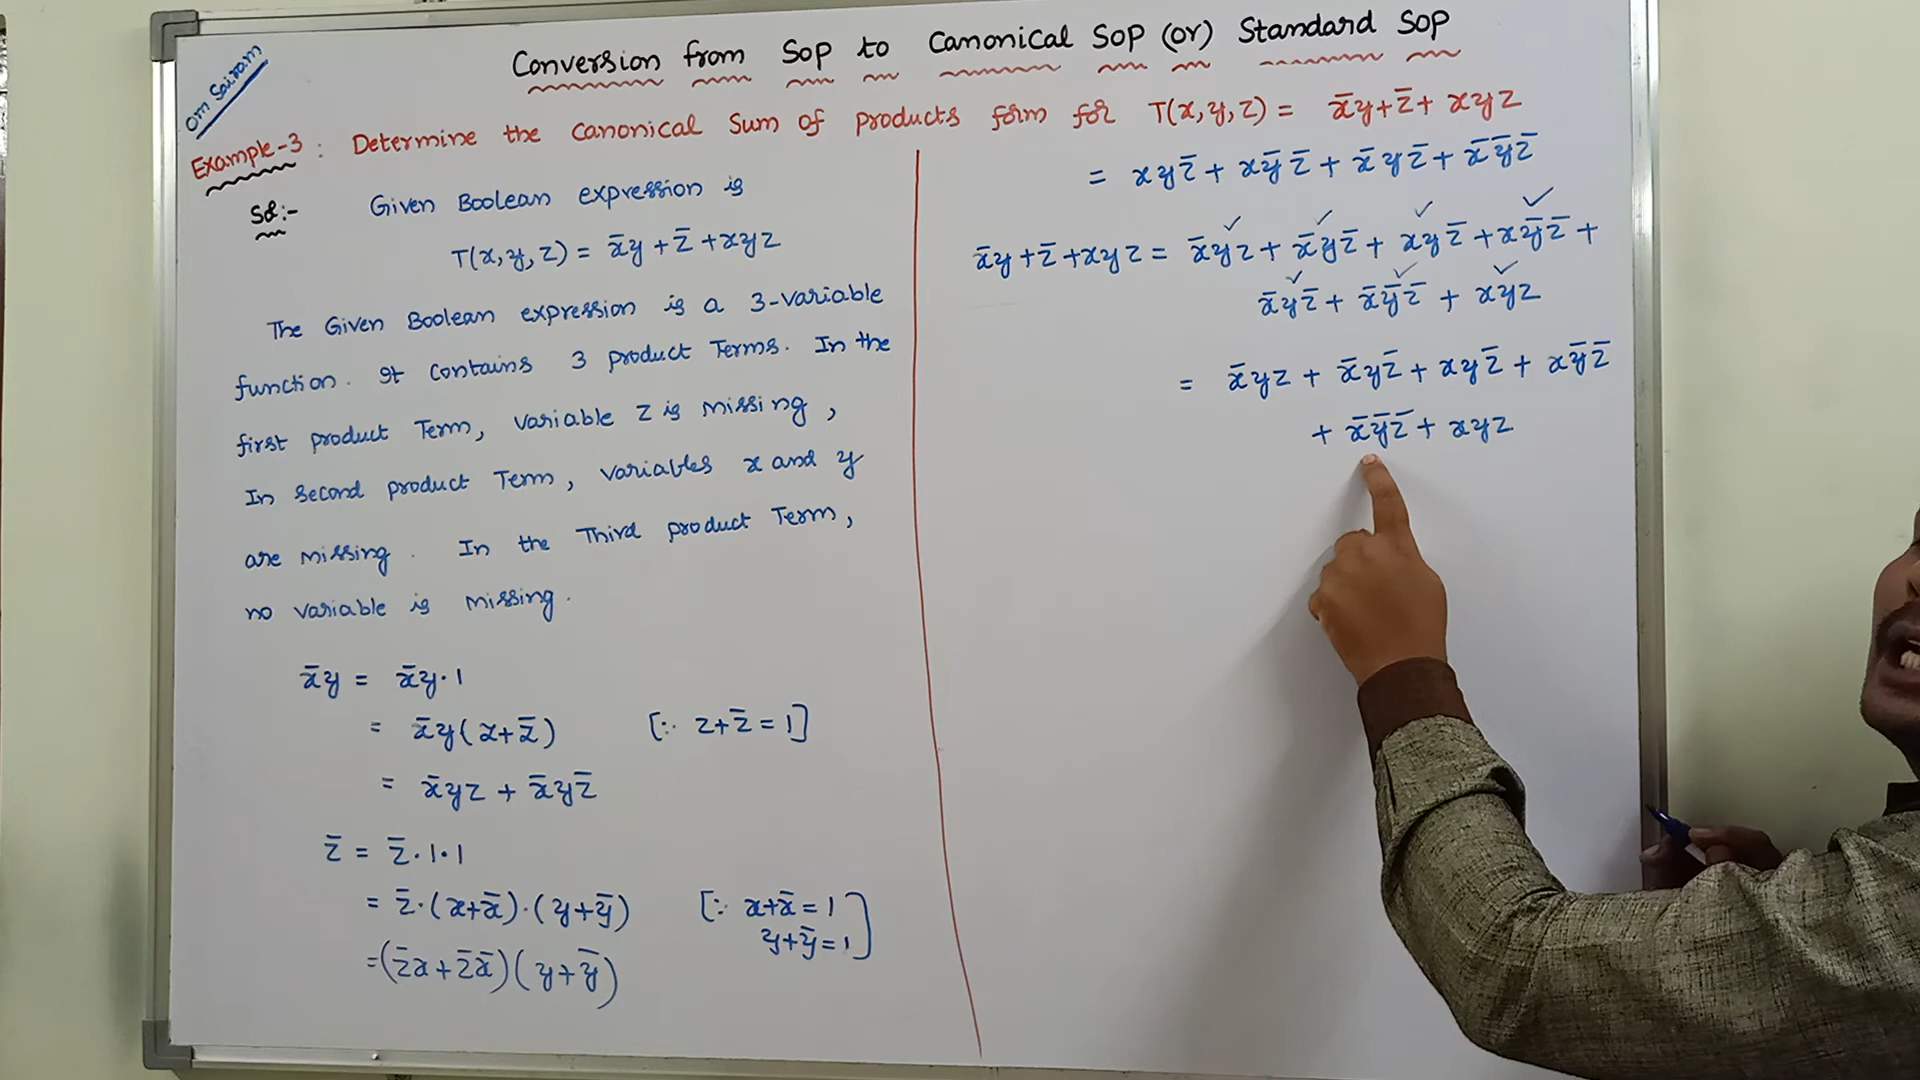 Om Sairam
Conversion from SOP to Canonical SOP (or) Standard SOP
Example-3 : Determine the Canonical Sum of products form for T(x,y,z) = x̄y + z̄ + xyz
Sol:- Given Boolean expression is
T(x,y,z) = x̄y + z̄ + xyz
The Given Boolean expression is a 3-variable
function. It contains 3 product Terms. In the
first product Term, variable z is missing,
In second product Term, variables x and y
are missing. In the Third product Term,
no variable is missing.
x̄y = x̄y·1
= x̄y(z+z̄) [∵ z+z̄ = 1]
= x̄yz + x̄yz̄
z̄ = z̄·1·1
= z̄·(x+x̄)·(y+ȳ) [∵ x+x̄ = 1
y+ȳ = 1]
=(z̄x+z̄x̄)(y+ȳ)
= xyz̄ + xȳz̄ + x̄yz̄ + x̄ȳz̄
x̄y + z̄ + xyz = x̄yz + x̄yz̄ + xyz̄ + xȳz̄ +
x̄yz̄ + x̄ȳz̄ + xyz
= x̄yz + x̄yz̄ + xyz̄ + xȳz̄
+ x̄ȳz̄ + xyz